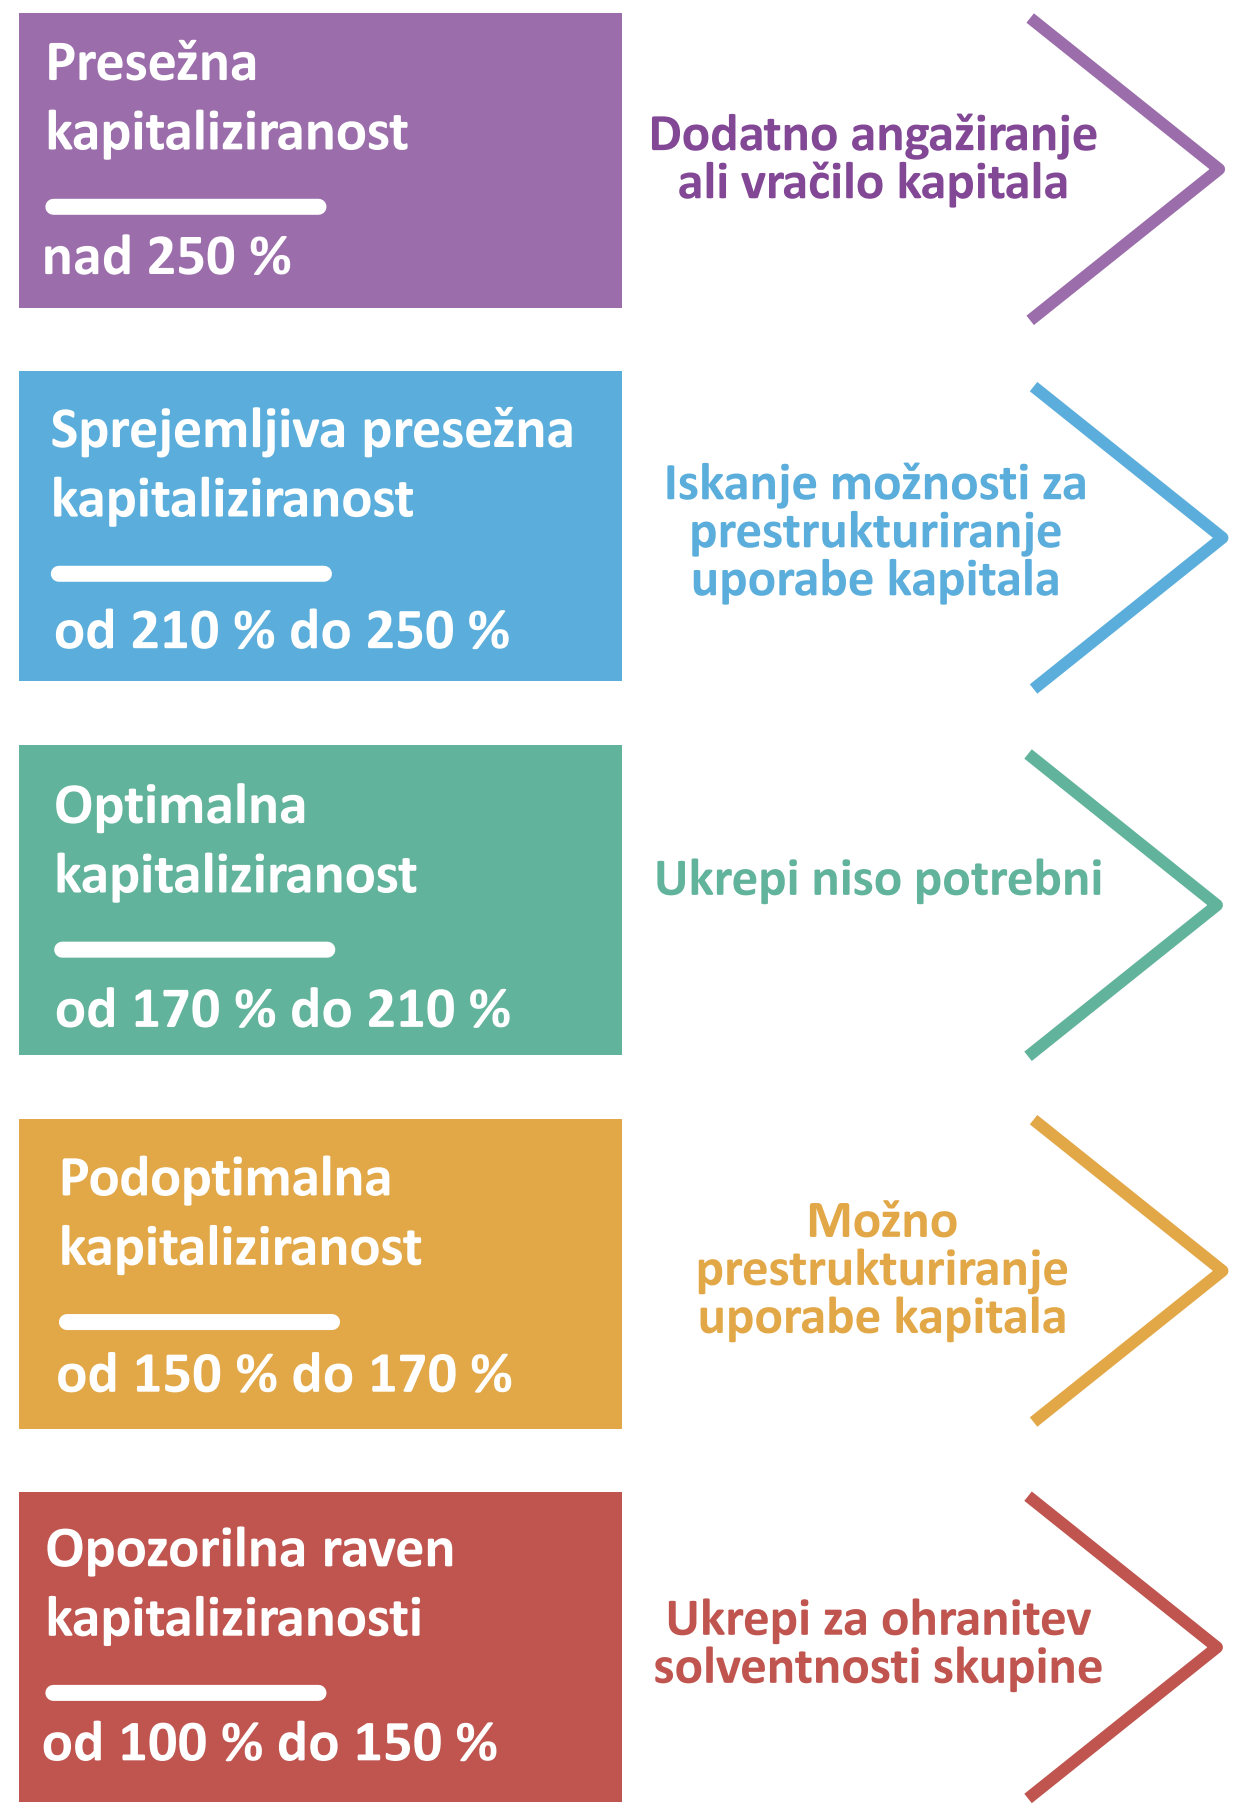 Presežna
kapitaliziranost
nad 250 %
Dodatno angažiranje
ali vračilo kapitala
Sprejemljiva presežna
kapitaliziranost
od 210 % do 250 %
Iskanje možnosti za
prestrukturiranje
uporabe kapitala
Optimalna
kapitaliziranost
od 170 % do 210 %
Ukrepi niso potrebni
Podoptimalna
kapitaliziranost
od 150 % do 170 %
Možno
prestrukturiranje
uporabe kapitala
Opozorilna raven
kapitaliziranosti
od 100 % do 150 %
Ukrepi za ohranitev
solventnosti skupine